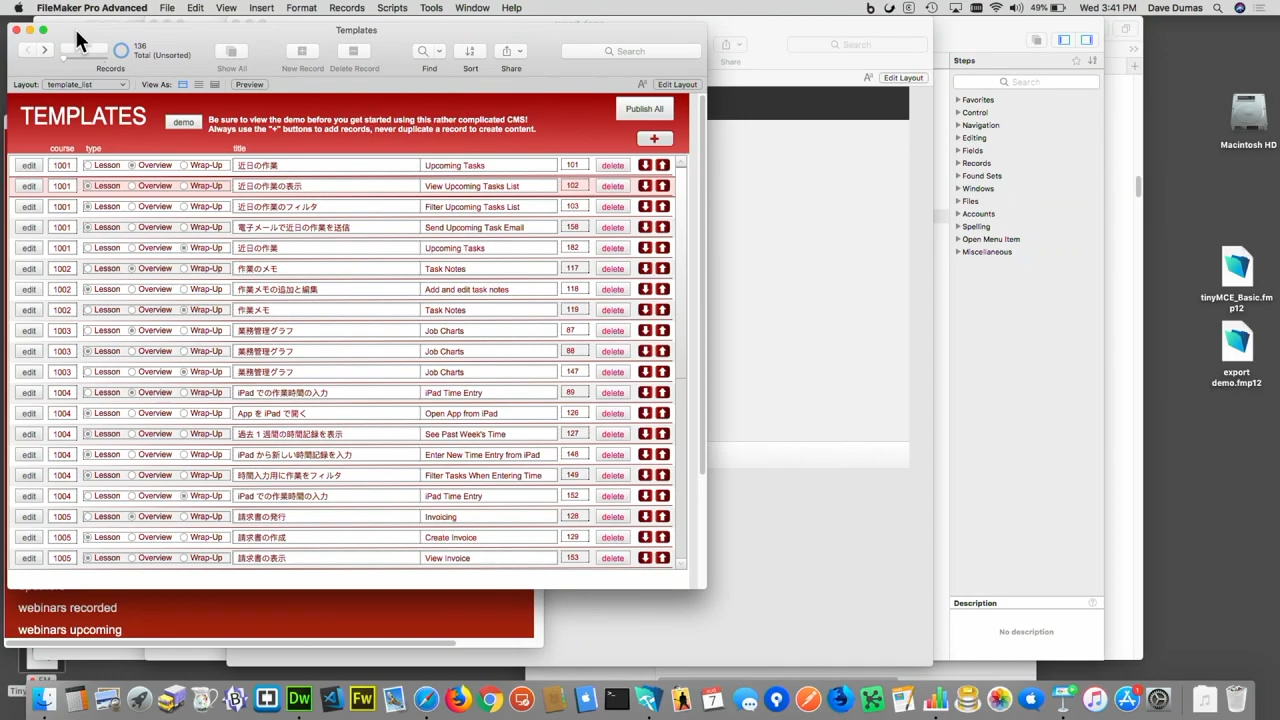 FileMaker Pro Advanced File Edit View Insert Format Records Scripts Tools Window Help 49% Wed 3:41 PM Dave Dumas
Templates
136
Total (Unsorted)
Records Show All New Record Delete Record Find Sort Share Search
Layout: template_list View As: Preview Edit Layout
Share Search
Edit Layout
TEMPLATES demo Be sure to view the demo before you get started using this rather complicated CMS!
Always use the "+" buttons to add records, never duplicate a record to create content.
Publish All
+
course type title
edit 1001 Lesson Overview Wrap-Up 近日の作業 Upcoming Tasks 101 delete
edit 1001 Lesson Overview Wrap-Up 近日の作業の表示 View Upcoming Tasks List 102 delete
edit 1001 Lesson Overview Wrap-Up 近日の作業のフィルタ Filter Upcoming Tasks List 103 delete
edit 1001 Lesson Overview Wrap-Up 電子メールで近日の作業を送信 Send Upcoming Task Email 158 delete
edit 1001 Lesson Overview Wrap-Up 近日の作業 Upcoming Tasks 182 delete
edit 1002 Lesson Overview Wrap-Up 作業のメモ Task Notes 117 delete
edit 1002 Lesson Overview Wrap-Up 作業メモの追加と編集 Add and edit task notes 118 delete
edit 1002 Lesson Overview Wrap-Up 作業メモ Task Notes 119 delete
edit 1003 Lesson Overview Wrap-Up 業務管理グラフ Job Charts 87 delete
edit 1003 Lesson Overview Wrap-Up 業務管理グラフ Job Charts 88 delete
edit 1003 Lesson Overview Wrap-Up 業務管理グラフ Job Charts 147 delete
edit 1004 Lesson Overview Wrap-Up iPad での作業時間の入力 iPad Time Entry 89 delete
edit 1004 Lesson Overview Wrap-Up App を iPad で開く Open App from iPad 126 delete
edit 1004 Lesson Overview Wrap-Up 過去 1 週間の時間記録を表示 See Past Week's Time 127 delete
edit 1004 Lesson Overview Wrap-Up iPad から新しい時間記録を入力 Enter New Time Entry from iPad 148 delete
edit 1004 Lesson Overview Wrap-Up 時間入力用に作業をフィルタ Filter Tasks When Entering Time 149 delete
edit 1004 Lesson Overview Wrap-Up iPad での作業時間の入力 iPad Time Entry 152 delete
edit 1005 Lesson Overview Wrap-Up 請求書の発行 Invoicing 128 delete
edit 1005 Lesson Overview Wrap-Up 請求書の作成 Create Invoice 129 delete
edit 1005 Lesson Overview Wrap-Up 請求書の表示 View Invoice 153 delete
webinars recorded
webinars upcoming
Steps
Search
Favorites
Control
Navigation
Editing
Fields
Records
Found Sets
Windows
Files
Accounts
Spelling
Open Menu Item
Miscellaneous
Description
No description
Macintosh HD
tinyMCE_Basic.fm
p12
export
demo.fmp12
Dw
Fw
7